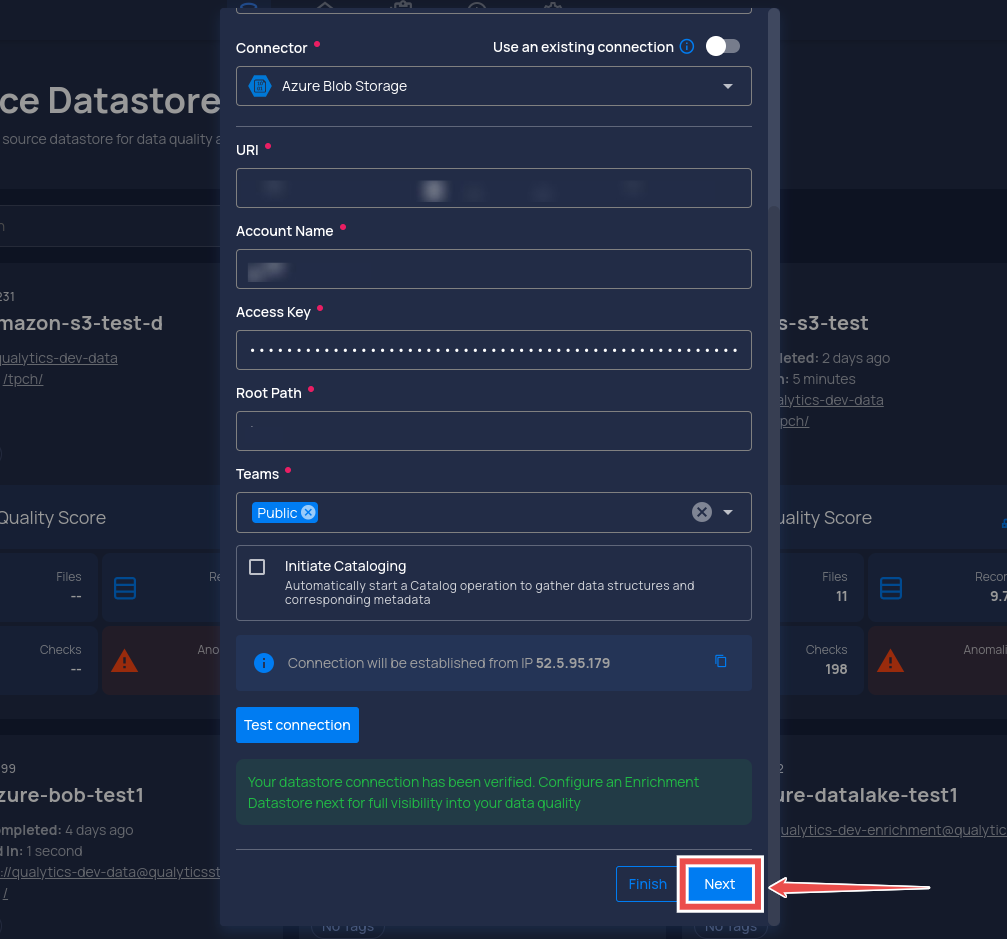 Connector
Use an existing connection
Azure Blob Storage
ce Datastore
source datastore for data quality a
URI
Account Name
231
mazon-s3-test-d
s-s3-test
Access Key
qualytics-dev-data
/tpch/
leted: 2 days ago
n: 5 minutes
alytics-dev-data
pch/
Root Path
Teams
Public
Quality Score
uality Score
Initiate Cataloging
Automatically start a Catalog operation to gather data structures and
corresponding metadata
Files
--
Re
Files
11
Recor
9.7
Checks
--
Ano
Checks
198
Anomali
Connection will be established from IP 52.5.95.179
Test connection
Your datastore connection has been verified. Configure an Enrichment
Datastore next for full visibility into your data quality
99
zure-bob-test1
ompleted: 4 days ago
d In: 1 second
://qualytics-dev-data@qualyticsst
/
2
ure-datalake-test1
ualytics-dev-enrichment@qualytic
Finish
Next
No Tags
No Tags